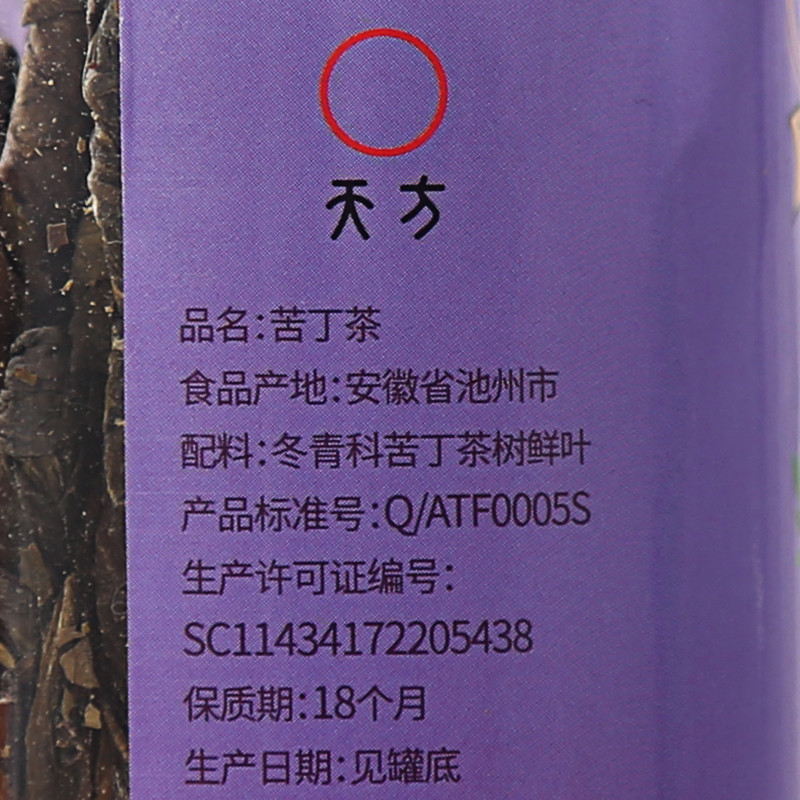 天方
品名:苦丁茶
食品产地:安徽省池州市
配料:冬青科苦丁茶树鲜叶
产品标准号:Q/ATF0005S
生产许可证编号:
SC11434172205438
保质期:18个月
生产日期:见罐底